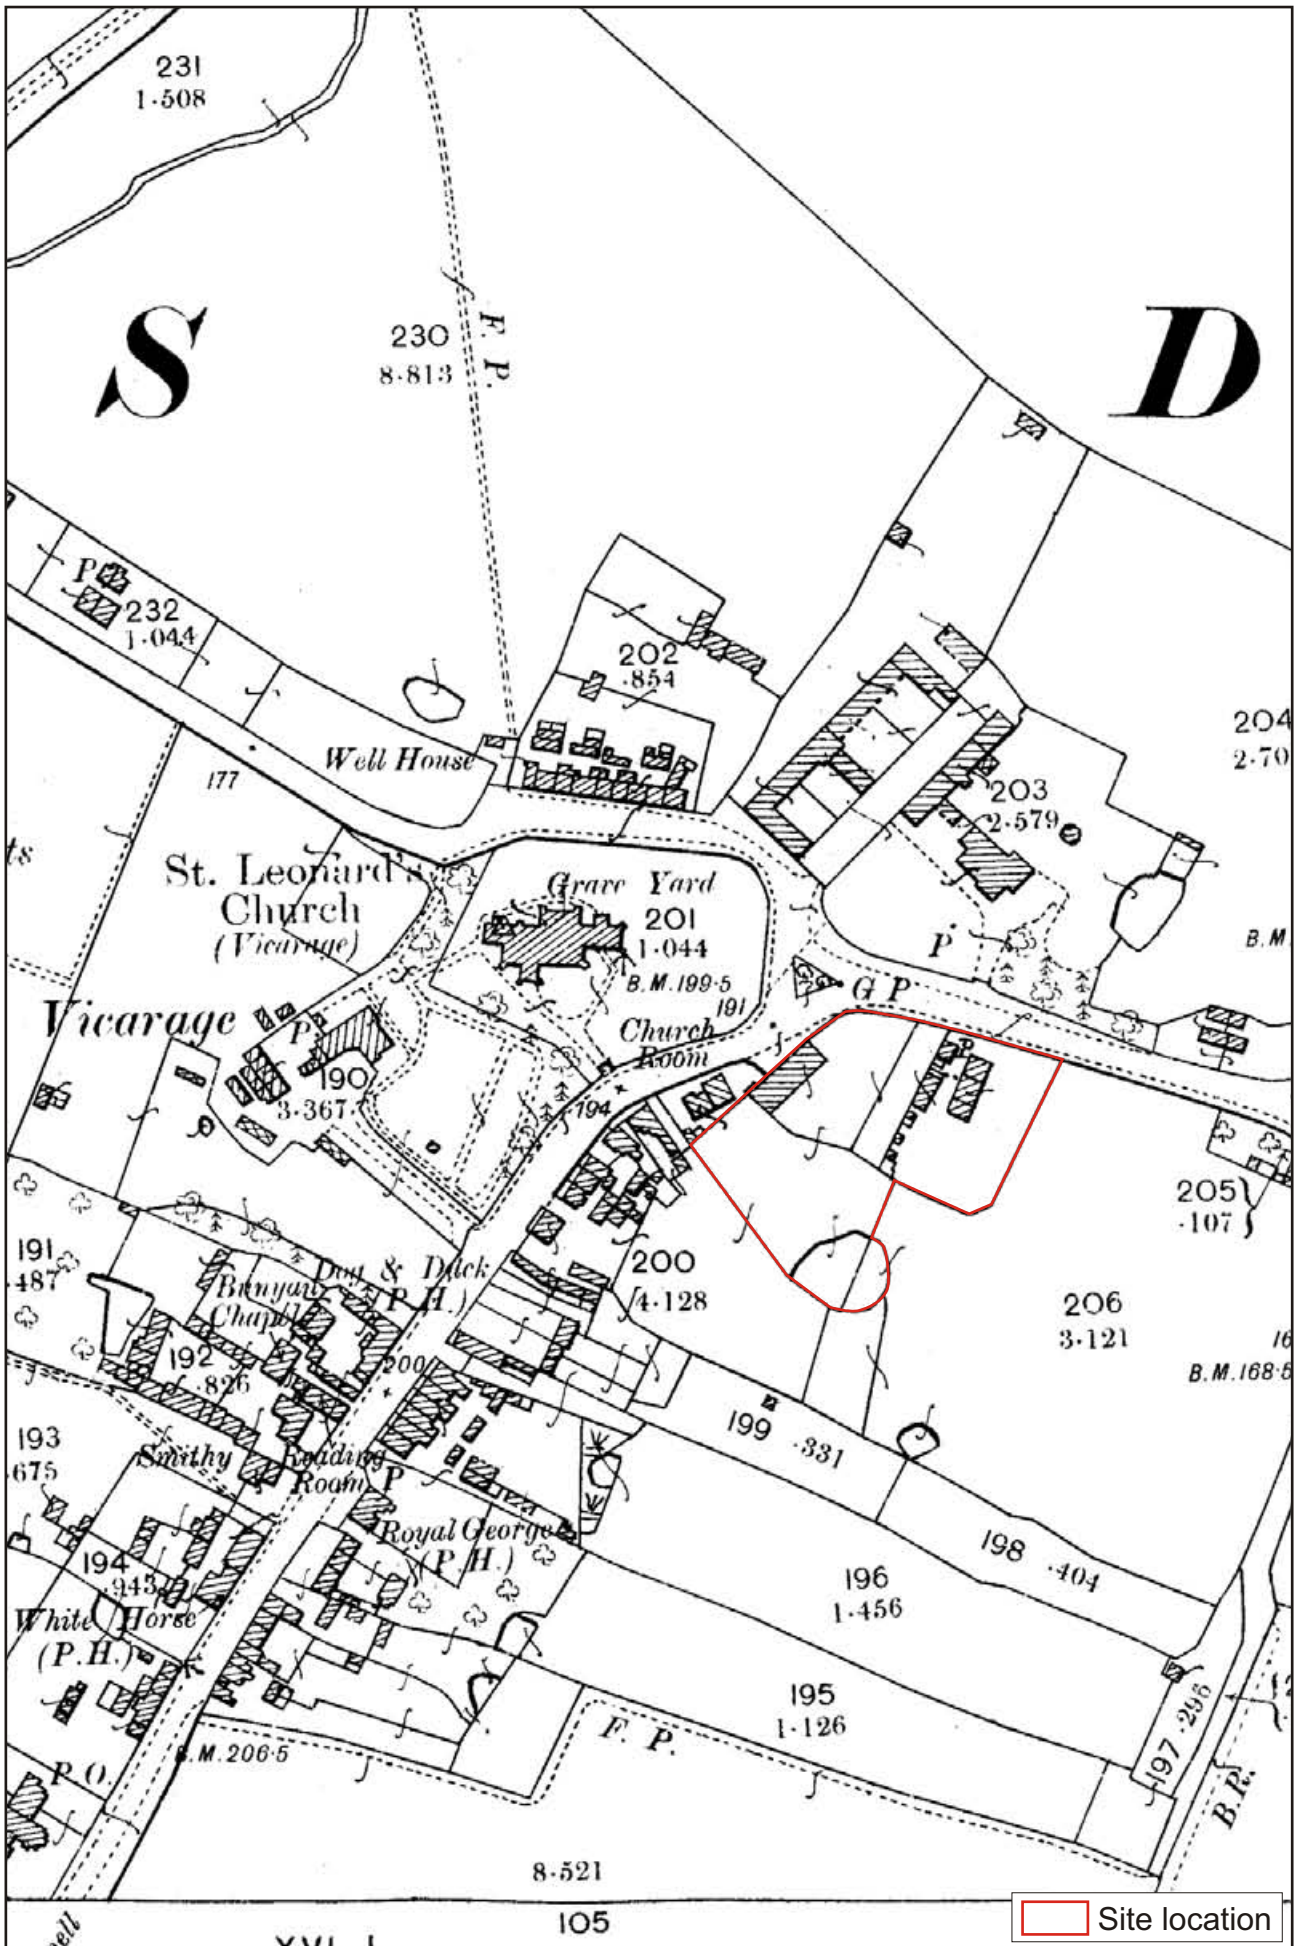 231
1·508
S
D
230
8·813
F. P.
P
232
1·044
202
·854
204
2·70
Well House
177
203
2·579
ts
St. Leonard's
Church
(Vicarage)
Grave Yard
201
1·044
B.M.199·5
191
P
B.M.
G P
Vicarage
P
Church
Room
P
190
3·367
194
205
·107
191
·487
Dog & Duck
(P.H.)
Bunyan
Chapel
200
4·128
206
3·121
16
B.M.168·5
192
·826
200
199 ·331
193
·675
Smithy
Reading
Room
P
Royal George
(P.H.)
198 ·404
194
·943
196
1·456
White Horse
(P.H.)
195
1·126
197 ·296
F. P.
B.R.
B.M.206·5
P.O.
8·521
105
Site location
ell